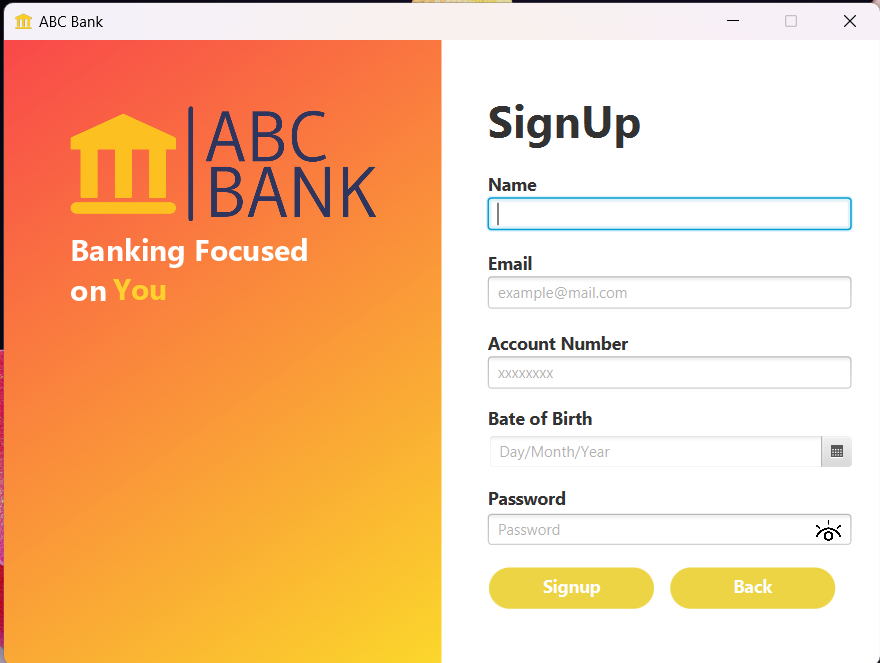 ABC Bank
ABC
BANK
Banking Focused
on You
SignUp
Name
Email
example@mail.com
Account Number
xxxxxxxx
Bate of Birth
Day/Month/Year
Password
Password
Signup
Back